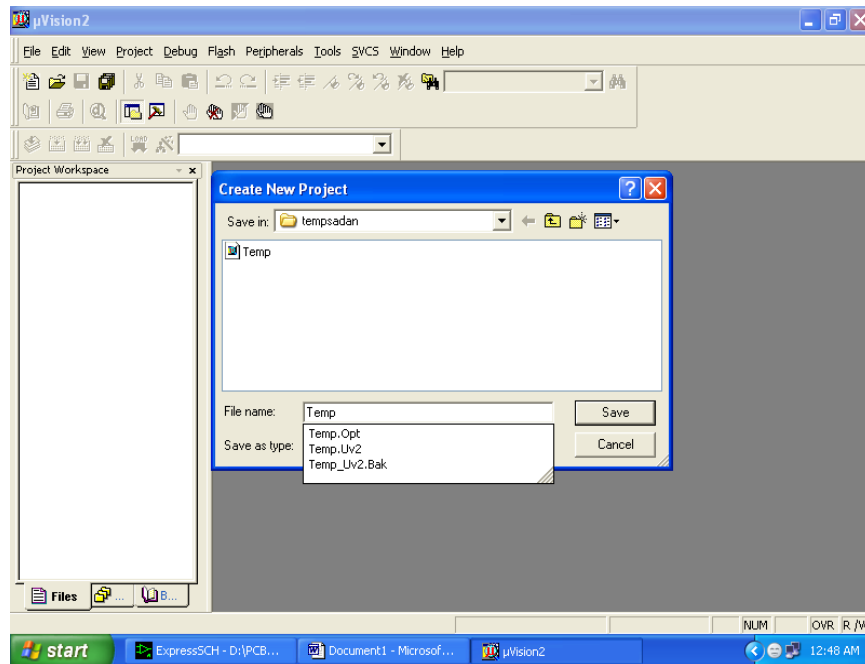 µVision2
File Edit View Project Debug Flash Peripherals Tools SVCS Window Help
LOAD
Project Workspace
Create New Project
Save in: tempsadan
Temp
File name: Temp Save
Save as type: Cancel
Temp.Opt
Temp.Uv2
Temp_Uv2.Bak
Files ... B...
NUM OVR R /W
start ExpressSCH - D:\PCB... Document1 - Microsof... µVision2 12:48 AM